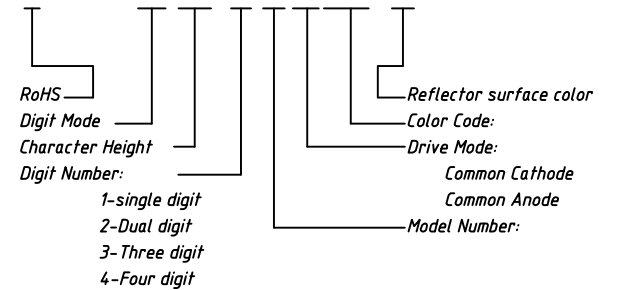 RoHS
Digit Mode
Character Height
Digit Number:
1-single digit
2-Dual digit
3-Three digit
4-Four digit
Reflector surface color
Color Code:
Drive Mode:
Common Cathode
Common Anode
Model Number: